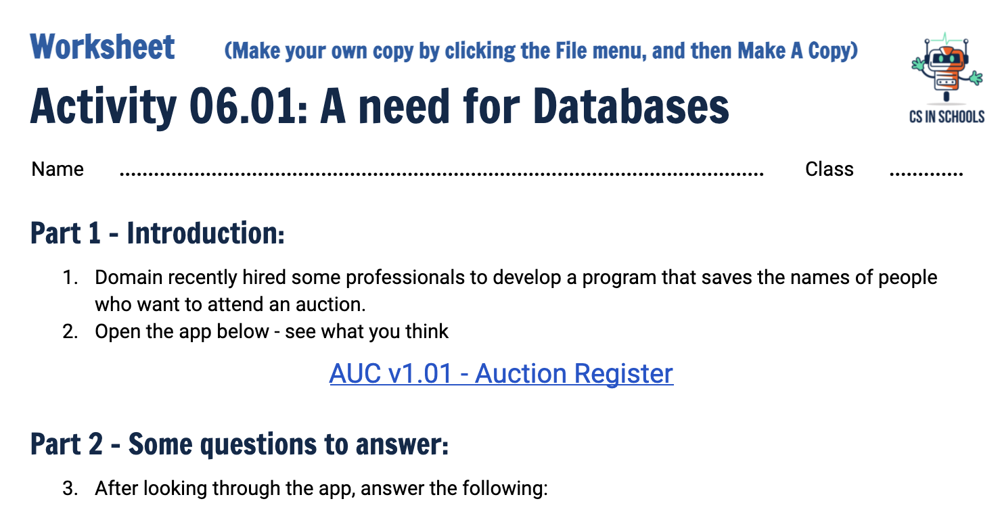 Worksheet (Make your own copy by clicking the File menu, and then Make A Copy)
Activity 06.01: A need for Databases
CS IN SCHOOLS
Name ................................................................................................................ Class .............
Part 1 - Introduction:
1. Domain recently hired some professionals to develop a program that saves the names of people
who want to attend an auction.
2. Open the app below - see what you think
AUC v1.01 - Auction Register
Part 2 - Some questions to answer:
3. After looking through the app, answer the following: